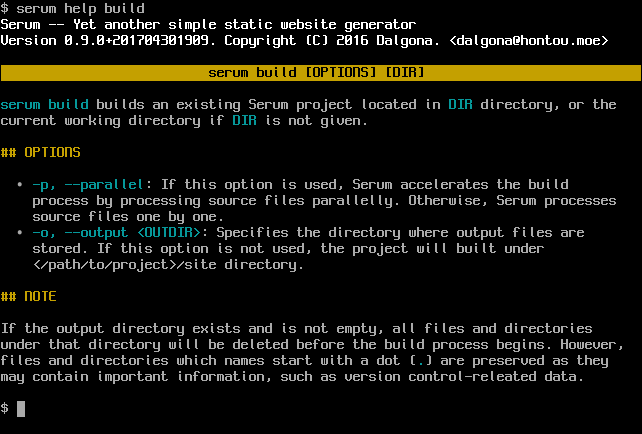 $ serum help build
Serum -- Yet another simple static website generator
Version 0.9.0+201704301909. Copyright (C) 2016 Dalgona. <dalgona@hontou.moe>
serum build [OPTIONS] [DIR]
serum build builds an existing Serum project located in DIR directory, or the
current working directory if DIR is not given.
## OPTIONS
• -p, --parallel: If this option is used, Serum accelerates the build
process by processing source files parallelly. Otherwise, Serum processes
source files one by one.
• -o, --output <OUTDIR>: Specifies the directory where output files are
stored. If this option is not used, the project will built under
</path/to/project>/site directory.
## NOTE
If the output directory exists and is not empty, all files and directories
under that directory will be deleted before the build process begins. However,
files and directories which names start with a dot (.) are preserved as they
may contain important information, such as version control-releated data.
$